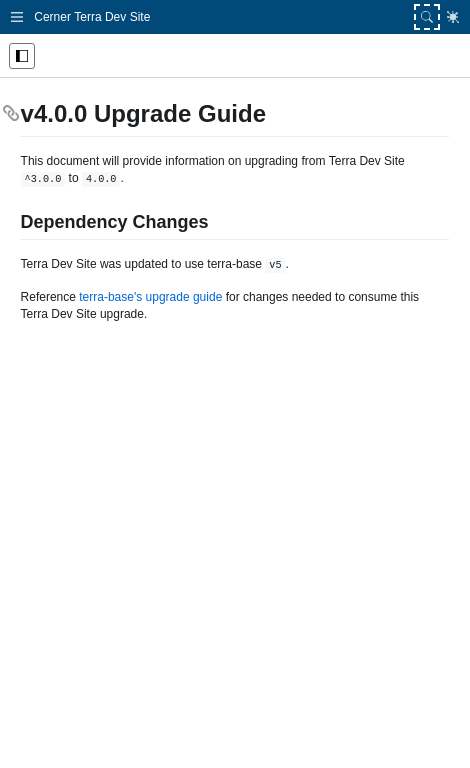 Cerner Terra Dev Site
v4.0.0 Upgrade Guide
This document will provide information on upgrading from Terra Dev Site
^3.0.0 to 4.0.0.
Dependency Changes
Terra Dev Site was updated to use terra-base v5.
Reference terra-base's upgrade guide for changes needed to consume this
Terra Dev Site upgrade.